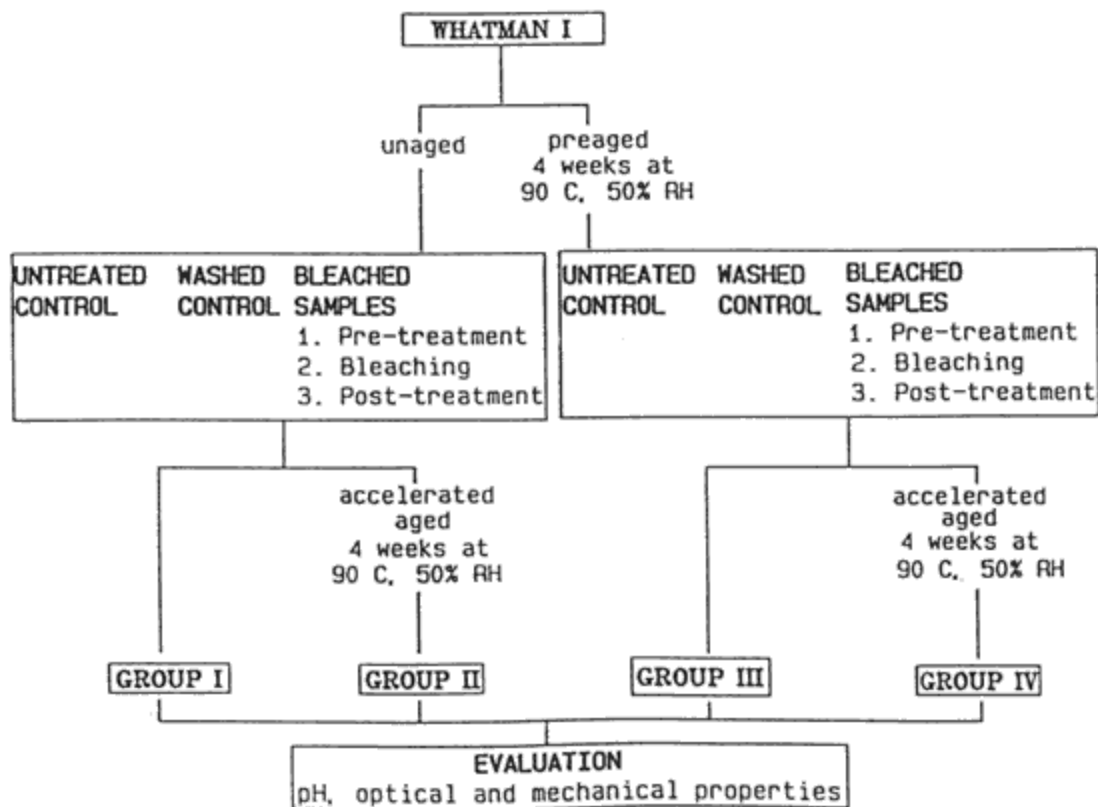 WHATMAN I
unaged
preaged
4 weeks at
90 C, 50% RH
UNTREATED WASHED BLEACHED
CONTROL CONTROL SAMPLES
1. Pre-treatment
2. Bleaching
3. Post-treatment
UNTREATED WASHED BLEACHED
CONTROL CONTROL SAMPLES
1. Pre-treatment
2. Bleaching
3. Post-treatment
accelerated
aged
4 weeks at
90 C, 50% RH
accelerated
aged
4 weeks at
90 C, 50% RH
GROUP I
GROUP II
GROUP III
GROUP IV
EVALUATION
pH, optical and mechanical properties